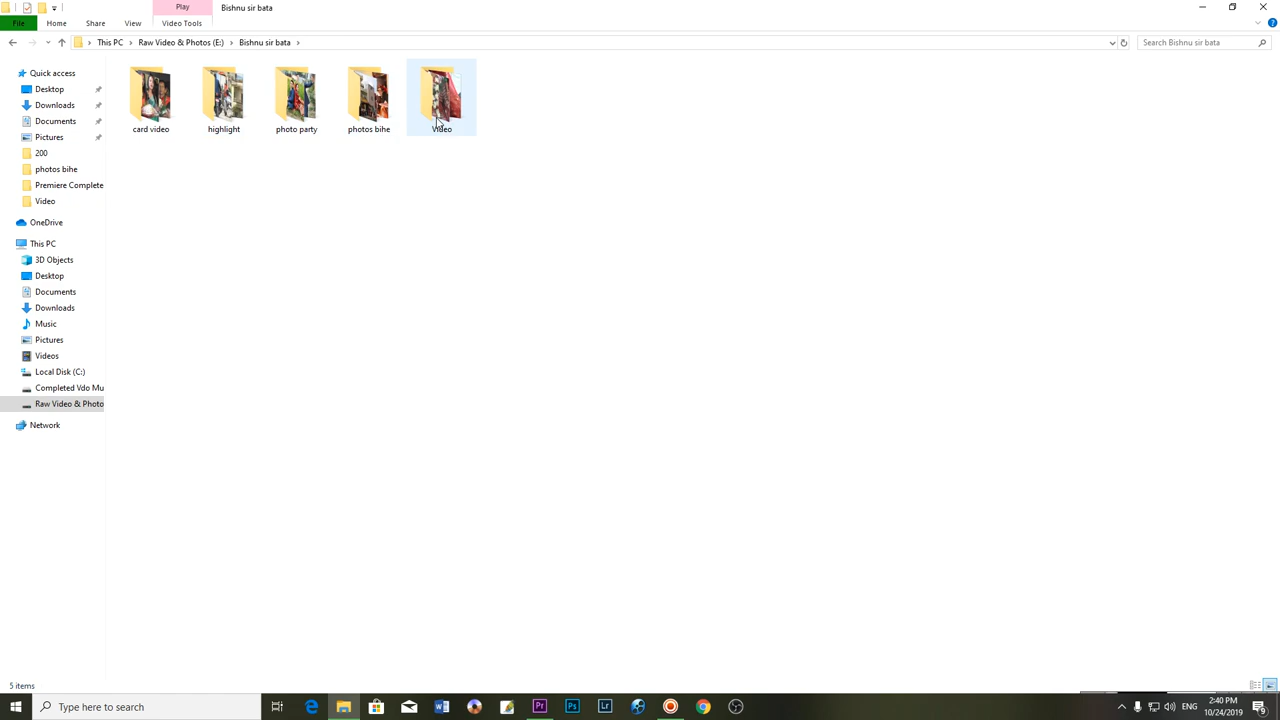 Play
Bishnu sir bata
File
Home
Share
View
Video Tools
This PC
Raw Video & Photos (E:)
Bishnu sir bata
Search Bishnu sir bata
Quick access
Desktop
Downloads
Documents
Pictures
200
photos bihe
Premiere Complete
Video
OneDrive
This PC
3D Objects
Desktop
Documents
Downloads
Music
Pictures
Videos
Local Disk (C:)
Completed Vdo Mu
Raw Video & Photo
Network
card video
highlight
photo party
photos bihe
Video
5 items
Type here to search
ENG
2:40 PM
10/24/2019